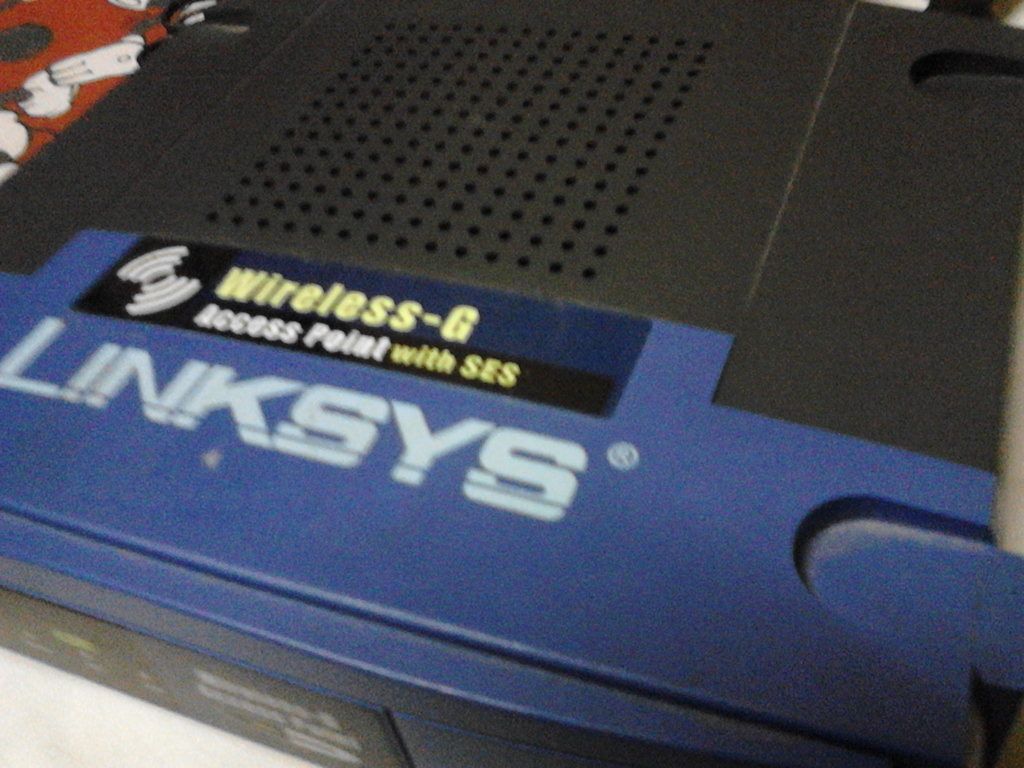 Wireless-G
Access Point with SES
LINKSYS®